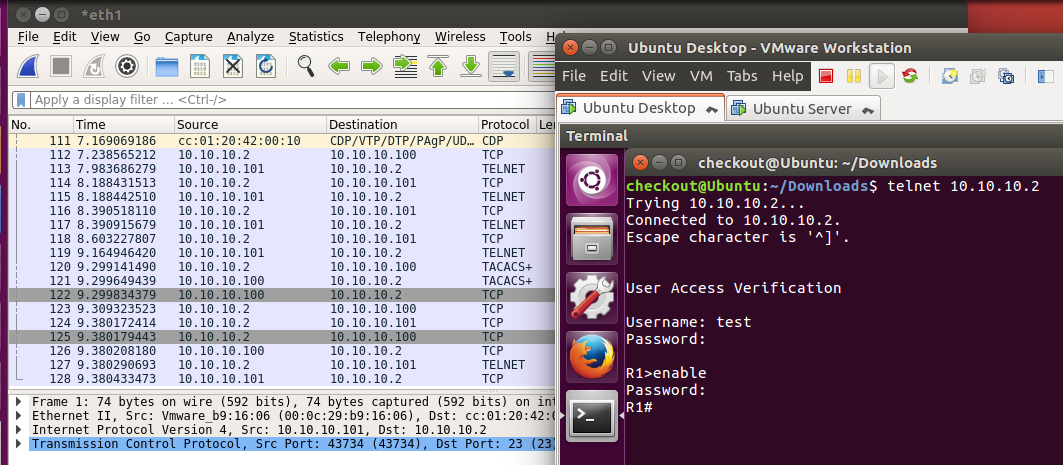 *eth1
File Edit View Go Capture Analyze Statistics Telephony Wireless Tools H
Apply a display filter ... <Ctrl-/>
No. Time Source Destination Protocol Len
111 7.169069186 cc:01:20:42:00:10 CDP/VTP/DTP/PAgP/UD… CDP
112 7.238565212 10.10.10.2 10.10.10.100 TCP
113 7.983686279 10.10.10.101 10.10.10.2 TELNET
114 8.188431513 10.10.10.2 10.10.10.101 TCP
115 8.188442510 10.10.10.101 10.10.10.2 TELNET
116 8.390518110 10.10.10.2 10.10.10.101 TCP
117 8.390915679 10.10.10.101 10.10.10.2 TELNET
118 8.603227807 10.10.10.2 10.10.10.101 TCP
119 9.164946420 10.10.10.101 10.10.10.2 TELNET
120 9.299141490 10.10.10.2 10.10.10.100 TACACS+
121 9.299649439 10.10.10.100 10.10.10.2 TACACS+
122 9.299834379 10.10.10.100 10.10.10.2 TCP
123 9.309323523 10.10.10.2 10.10.10.100 TCP
124 9.380172414 10.10.10.2 10.10.10.101 TCP
125 9.380179443 10.10.10.2 10.10.10.100 TCP
126 9.380208180 10.10.10.100 10.10.10.2 TCP
127 9.380290693 10.10.10.2 10.10.10.101 TELNET
128 9.380433473 10.10.10.101 10.10.10.2 TCP
Frame 1: 74 bytes on wire (592 bits), 74 bytes captured (592 bits) on int
Ethernet II, Src: Vmware_b9:16:06 (00:0c:29:b9:16:06), Dst: cc:01:20:42:0
Internet Protocol Version 4, Src: 10.10.10.101, Dst: 10.10.10.2
Transmission Control Protocol, Src Port: 43734 (43734), Dst Port: 23 (23)
Ubuntu Desktop - VMware Workstation
File Edit View VM Tabs Help
Ubuntu Desktop Ubuntu Server
Terminal
checkout@Ubuntu: ~/Downloads
checkout@Ubuntu:~/Downloads$ telnet 10.10.10.2
Trying 10.10.10.2...
Connected to 10.10.10.2.
Escape character is '^]'.
User Access Verification
Username: test
Password:
R1>enable
Password:
R1#